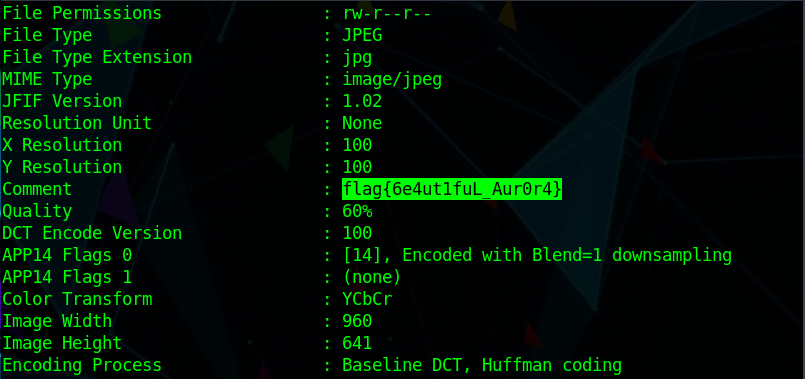 File Permissions : rw-r--r--
File Type : JPEG
File Type Extension : jpg
MIME Type : image/jpeg
JFIF Version : 1.02
Resolution Unit : None
X Resolution : 100
Y Resolution : 100
Comment : flag{6e4ut1fuL_Aur0r4}
Quality : 60%
DCT Encode Version : 100
APP14 Flags 0 : [14], Encoded with Blend=1 downsampling
APP14 Flags 1 : (none)
Color Transform : YCbCr
Image Width : 960
Image Height : 641
Encoding Process : Baseline DCT, Huffman coding